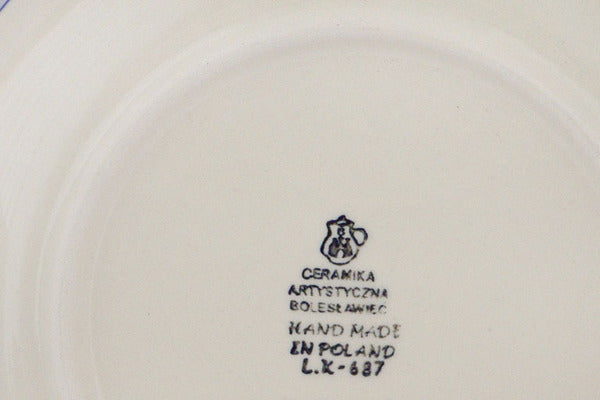 CERAMIKA
ARTYSTYCZNA
BOLESŁAWIEC
HAND MADE
IN POLAND
L.K-687